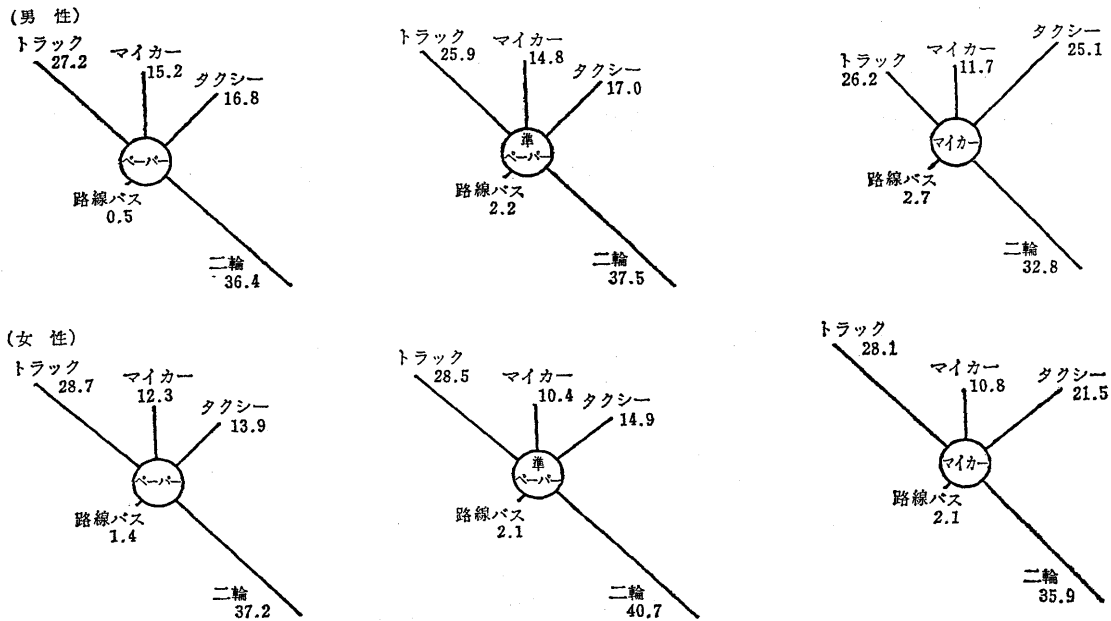 (男 性)
トラック
27.2
マイカー
15.2
タクシー
16.8
ペーパー
路線バス
0.5
二輪
36.4
トラック
25.9
マイカー
14.8
タクシー
17.0
準
ペーパー
路線バス
2.2
二輪
37.5
トラック
26.2
マイカー
11.7
タクシー
25.1
マイカー
路線バス
2.7
二輪
32.8
(女 性)
トラック
28.7
マイカー
12.3
タクシー
13.9
ペーパー
路線バス
1.4
二輪
37.2
トラック
28.5
マイカー
10.4
タクシー
14.9
準
ペーパー
路線バス
2.1
二輪
40.7
トラック
28.1
マイカー
10.8
タクシー
21.5
マイカー
路線バス
2.1
二輪
35.9